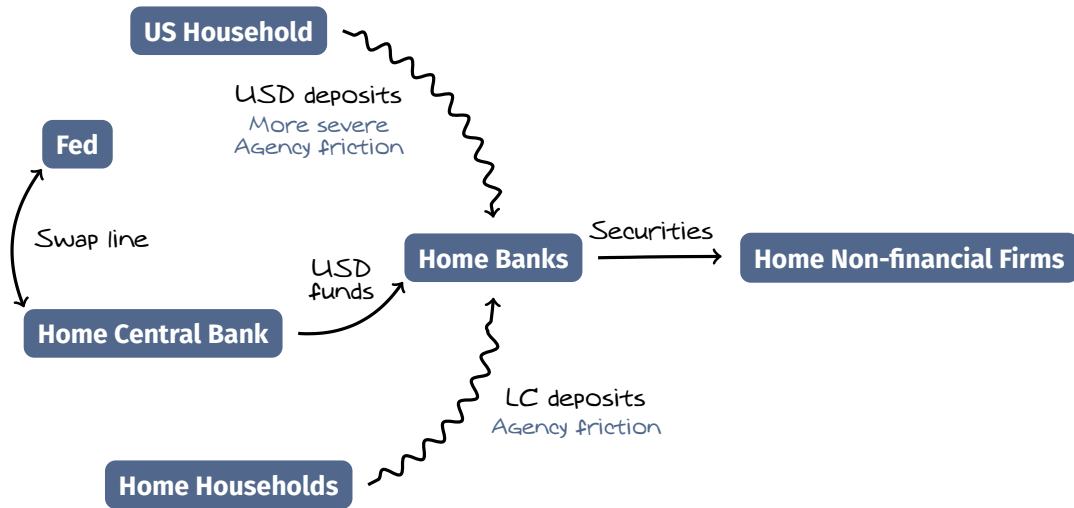 US Household
USD deposits
More severe
Agency friction
Fed
Swap line
Home Banks
Securities
Home Non-financial Firms
USD
funds
Home Central Bank
LC deposits
Agency friction
Home Households